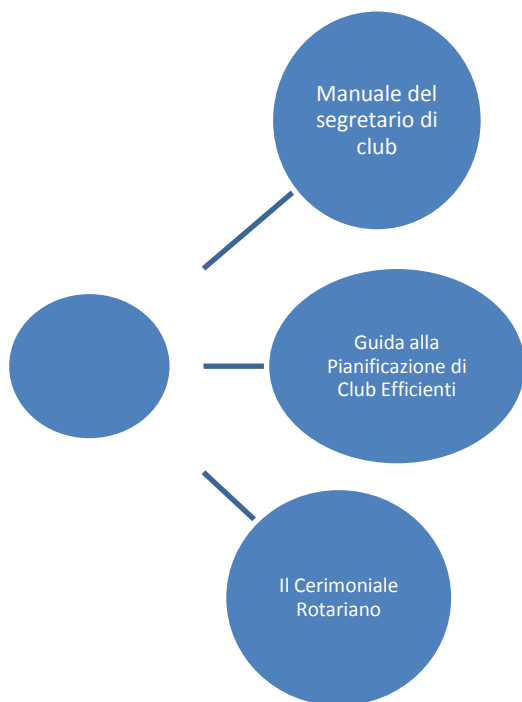 Manuale del
segretario di
club
Guida alla
Pianificazione di
Club Efficienti
Il Cerimoniale
Rotariano